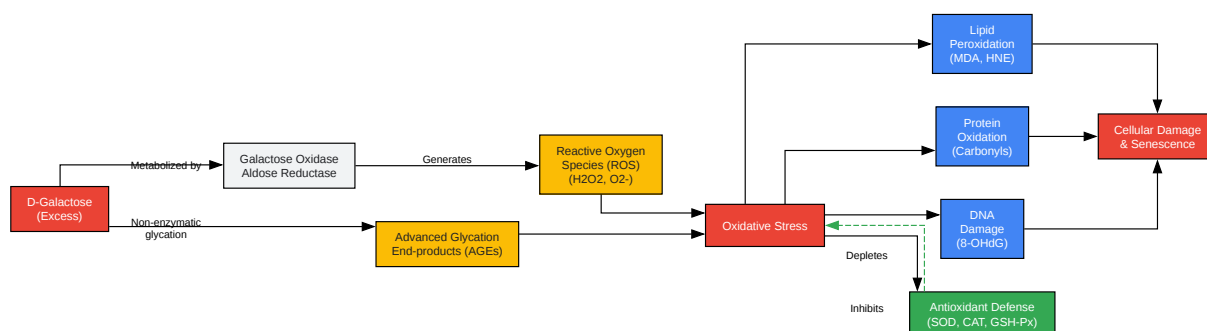 Lipid
Peroxidation
(MDA, HNE)
Protein
Oxidation
(Carbonyls)
Cellular Damage
& Senescence
Metabolized by
Galactose Oxidase
Aldose Reductase
Generates
Reactive Oxygen
Species (ROS)
(H2O2, O2-)
D-Galactose
(Excess)
Non-enzymatic
glycation
Advanced Glycation
End-products (AGEs)
Oxidative Stress
DNA
Damage
(8-OHdG)
Depletes
Inhibits
Antioxidant Defense
(SOD, CAT, GSH-Px)